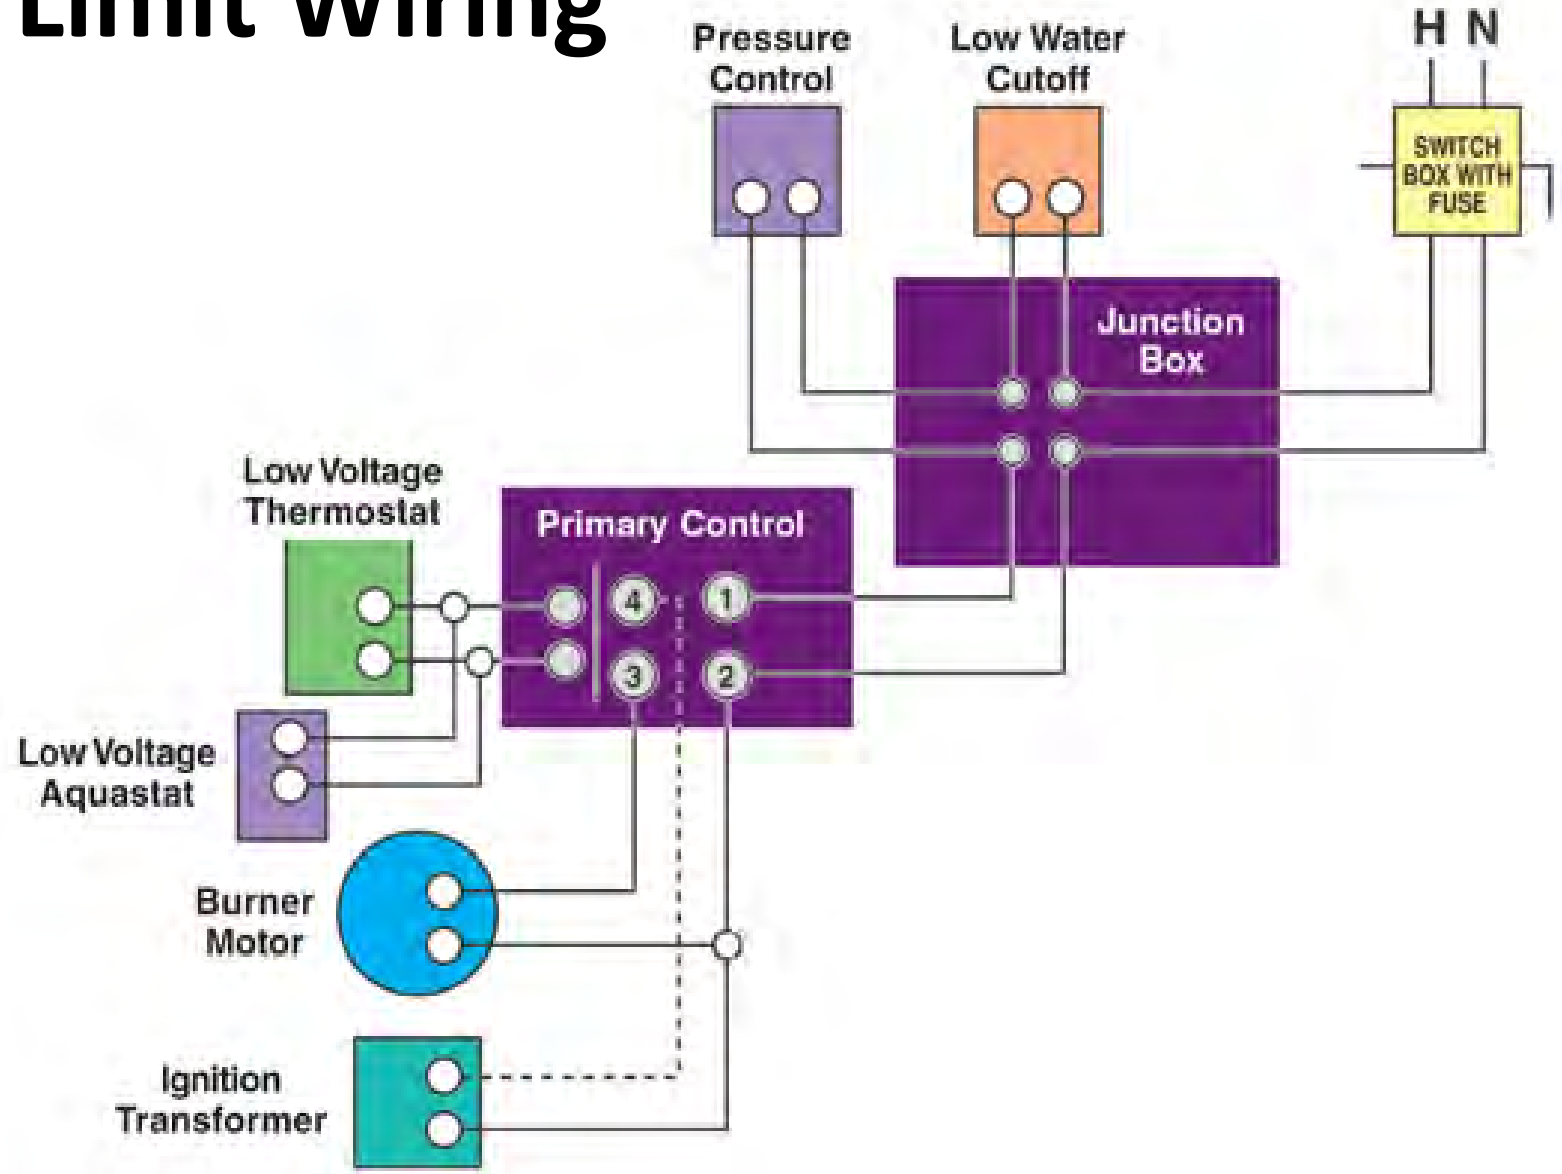 Limit Wiring
Pressure
Control
Low Water
Cutoff
H N
SWITCH
BOX WITH
FUSE
Junction
Box
Low Voltage
Thermostat
Primary Control
4 1
3 2
Low Voltage
Aquastat
Burner
Motor
Ignition
Transformer